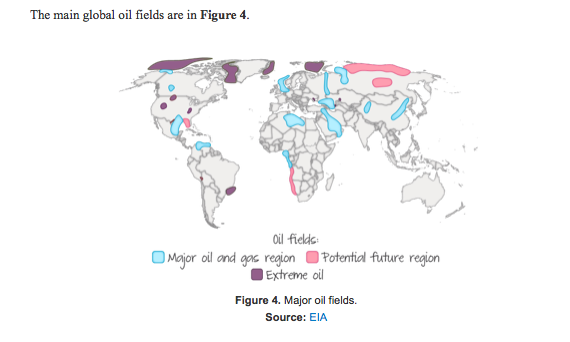 The main global oil fields are in Figure 4.
Oil fields:
Major oil and gas region Potential future region
Extreme oil
Figure 4. Major oil fields.
Source: EIA